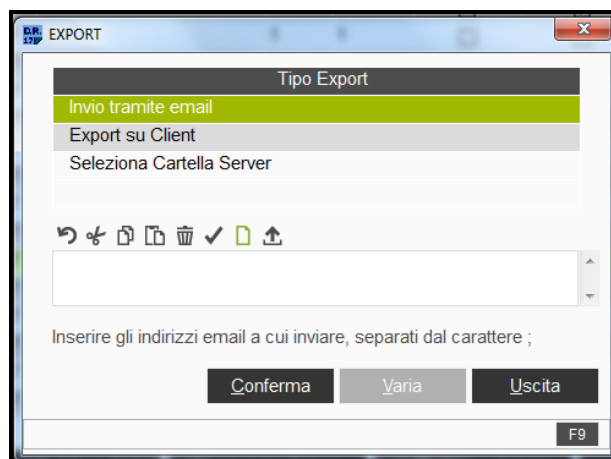 D.R.
17
EXPORT
Tipo Export
Invio tramite email
Export su Client
Seleziona Cartella Server
Inserire gli indirizzi email a cui inviare, separati dal carattere ;
Conferma
Varia
Uscita
F9